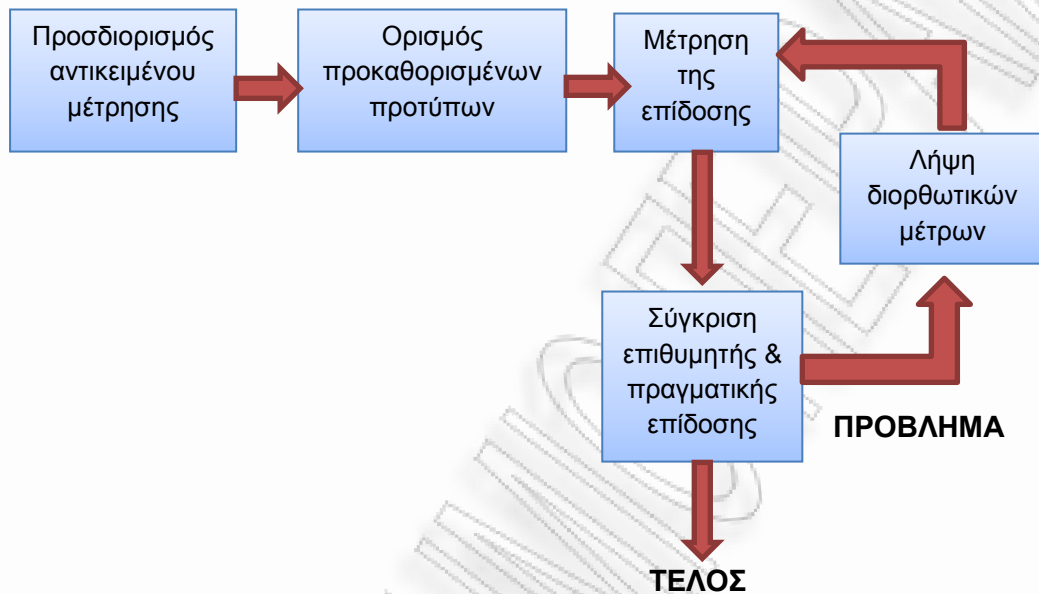 Προσδιορισμός
αντικειμένου
μέτρησης
Ορισμός
προκαθορισμένων
προτύπων
Μέτρηση
της
επίδοσης
Λήψη
διορθωτικών
μέτρων
Σύγκριση
επιθυμητής &
πραγματικής
επίδοσης
ΠΡΟΒΛΗΜΑ
ΤΕΛΟΣ